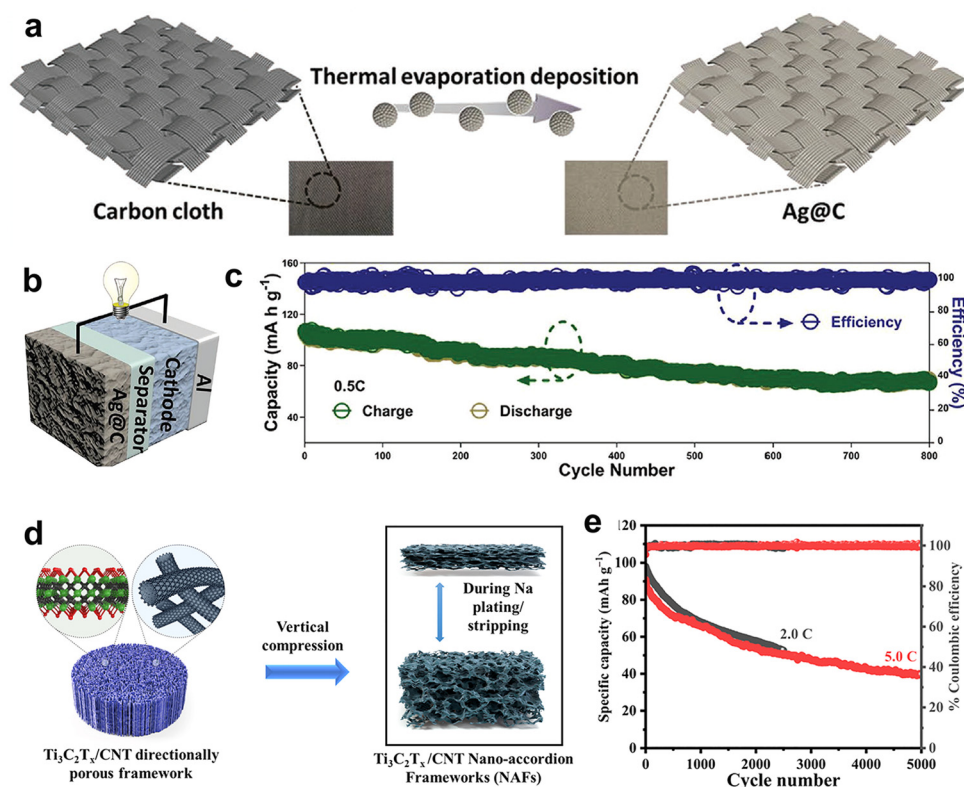 a
Thermal evaporation deposition
Carbon cloth
Ag@C
b
Ag@C
Separator
Cathode
Al
c
160
120
80
40
Capacity (mA h g⁻¹)
0.5C
Charge
Discharge
Efficiency
0
100
200
300
400
500
600
700
800
Cycle Number
100
80
60
40
20
0
Efficiency (%)
d
Ti₃C₂Tₓ/CNT directionally
porous framework
Vertical
compression
During Na
plating/
stripping
Ti₃C₂Tₓ/CNT Nano-accordion
Frameworks (NAFs)
e
120
100
80
60
40
20
0
Specific capacity (mAh g⁻¹)
2.0 C
5.0 C
0
1000
2000
3000
4000
5000
Cycle number
100
80
60
40
20
0
% Coulombic efficiency